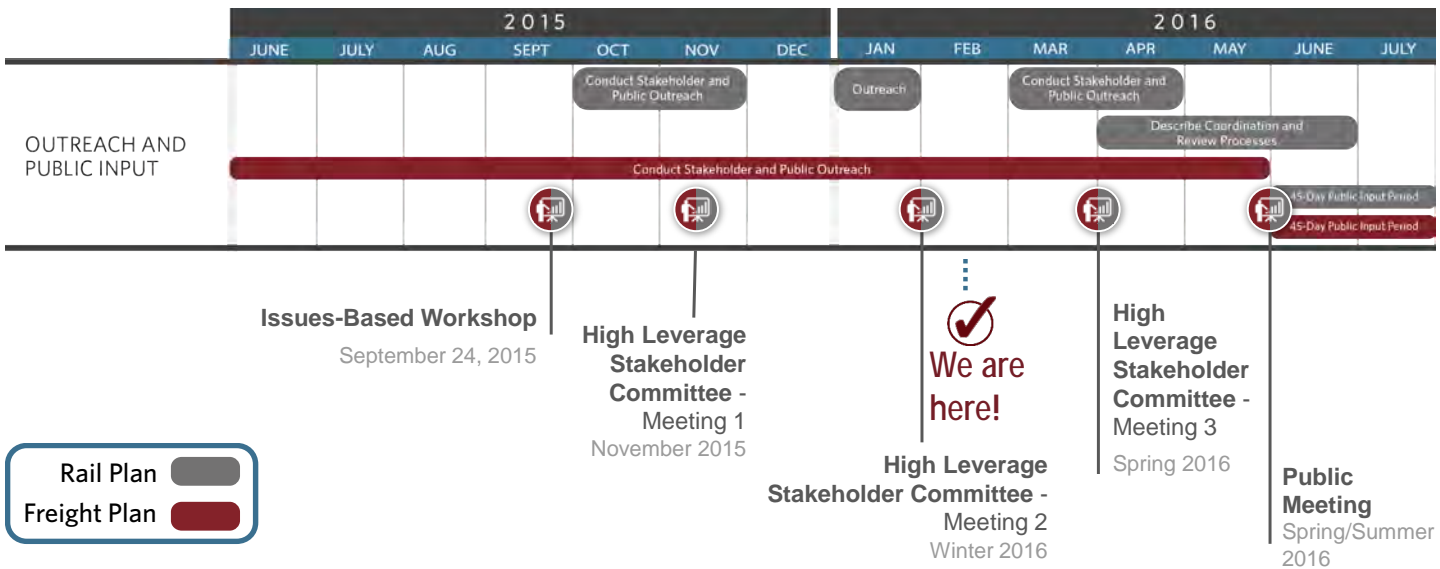 2015
2016
JUNE
JULY
AUG
SEPT
OCT
NOV
DEC
JAN
FEB
MAR
APR
MAY
JUNE
JULY
OUTREACH AND
PUBLIC INPUT
Conduct Stakeholder and
Public Outreach
Outreach
Conduct Stakeholder and
Public Outreach
Describe Coordination and
Review Processes
Conduct Stakeholder and Public Outreach
45-Day Public Input Period
45-Day Public Input Period
Issues-Based Workshop
September 24, 2015
High Leverage
Stakeholder
Committee -
Meeting 1
November 2015
We are
here!
High Leverage
Stakeholder Committee -
Meeting 2
Winter 2016
High
Leverage
Stakeholder
Committee -
Meeting 3
Spring 2016
Public
Meeting
Spring/Summer
2016
Rail Plan
Freight Plan